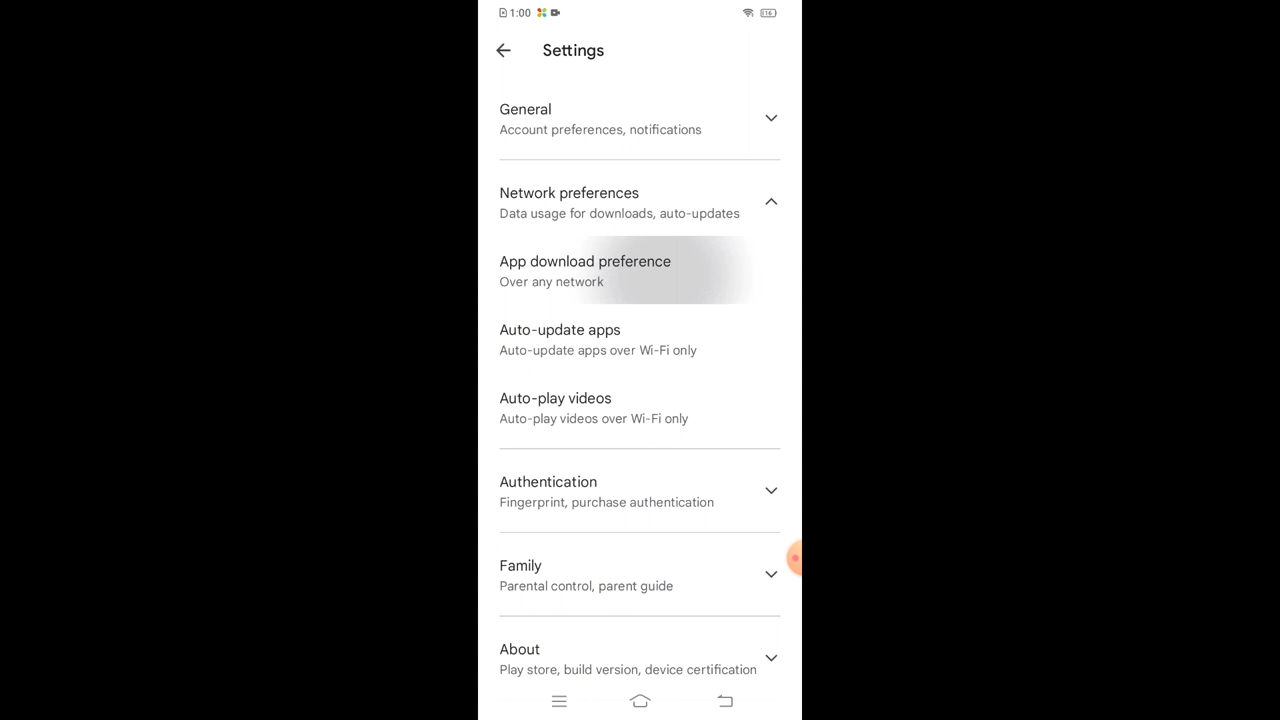 1:00
16
Settings
General
Account preferences, notifications
Network preferences
Data usage for downloads, auto-updates
App download preference
Over any network
Auto-update apps
Auto-update apps over Wi-Fi only
Auto-play videos
Auto-play videos over Wi-Fi only
Authentication
Fingerprint, purchase authentication
Family
Parental control, parent guide
About
Play store, build version, device certification